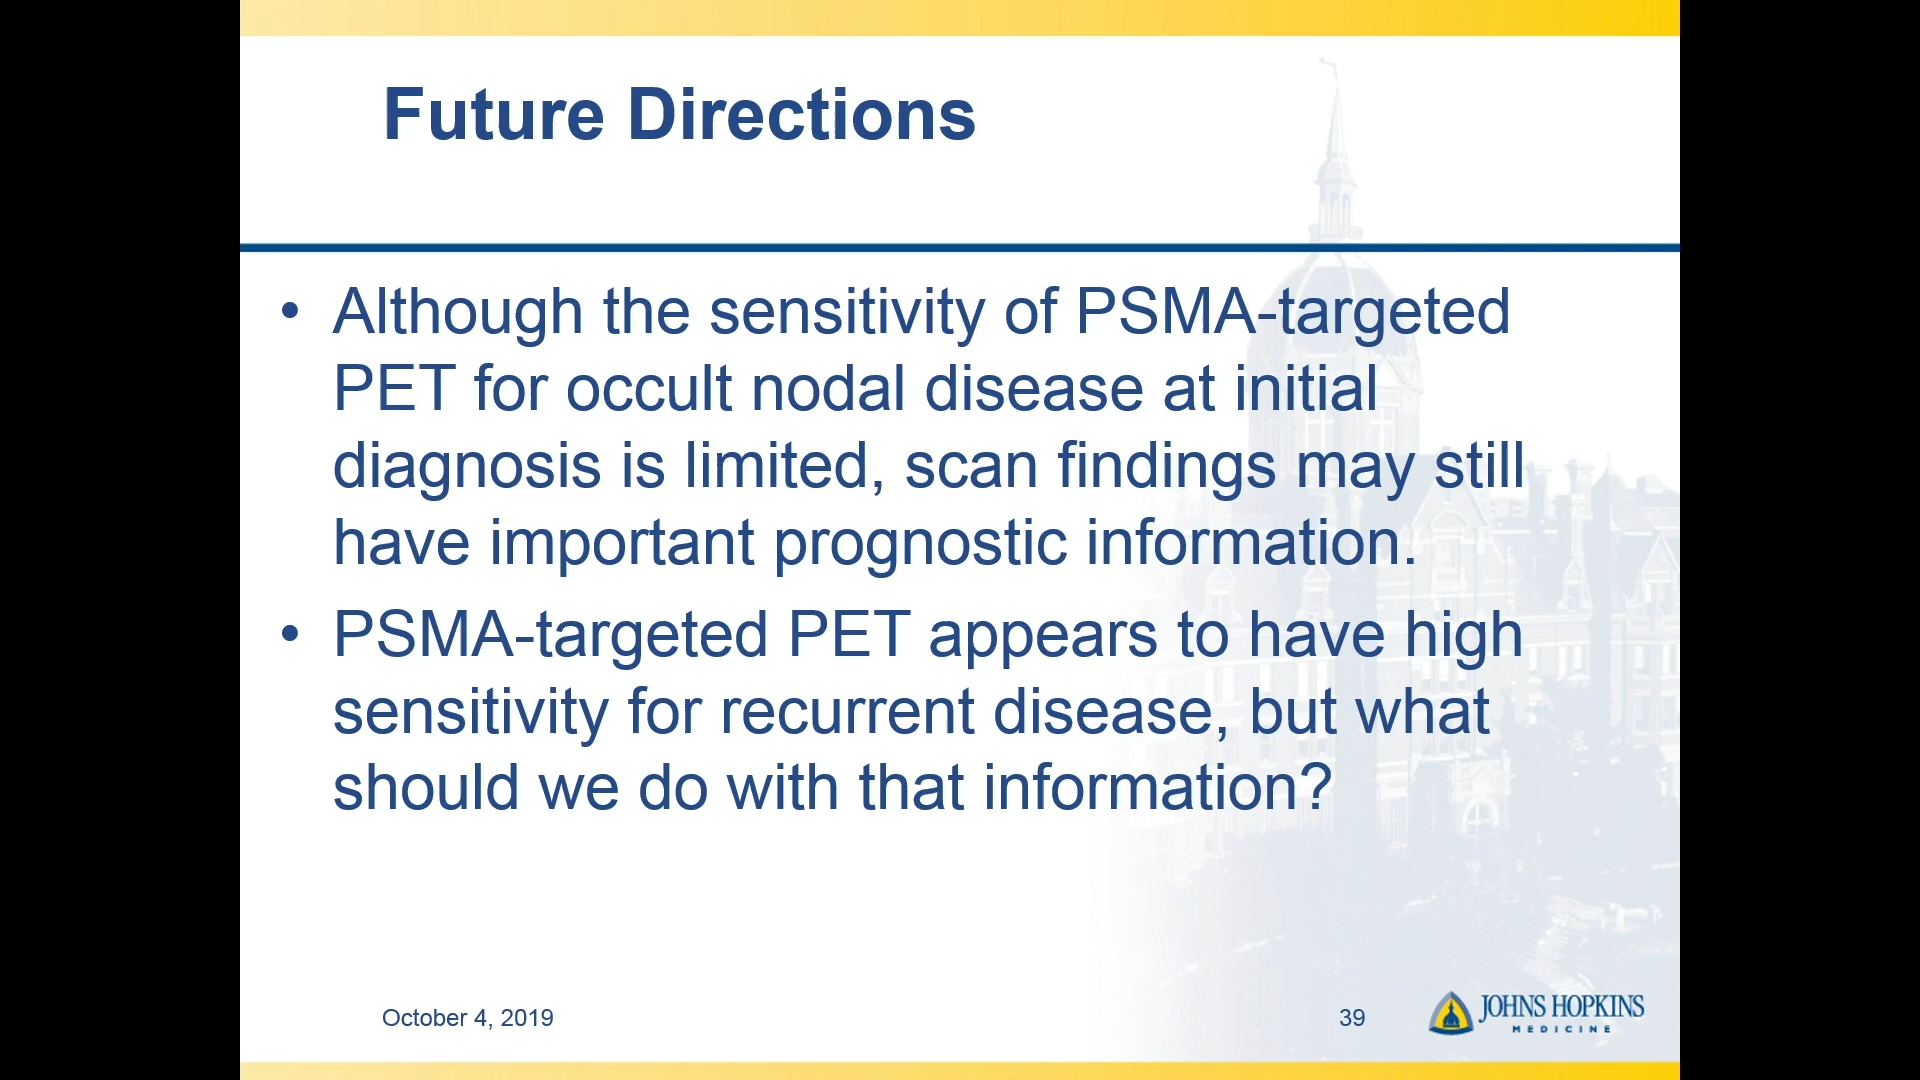 Future Directions
• Although the sensitivity of PSMA-targeted
PET for occult nodal disease at initial
diagnosis is limited, scan findings may still
have important prognostic information.
• PSMA-targeted PET appears to have high
sensitivity for recurrent disease, but what
should we do with that information?
October 4, 2019
39
JOHNS HOPKINS
MEDICINE